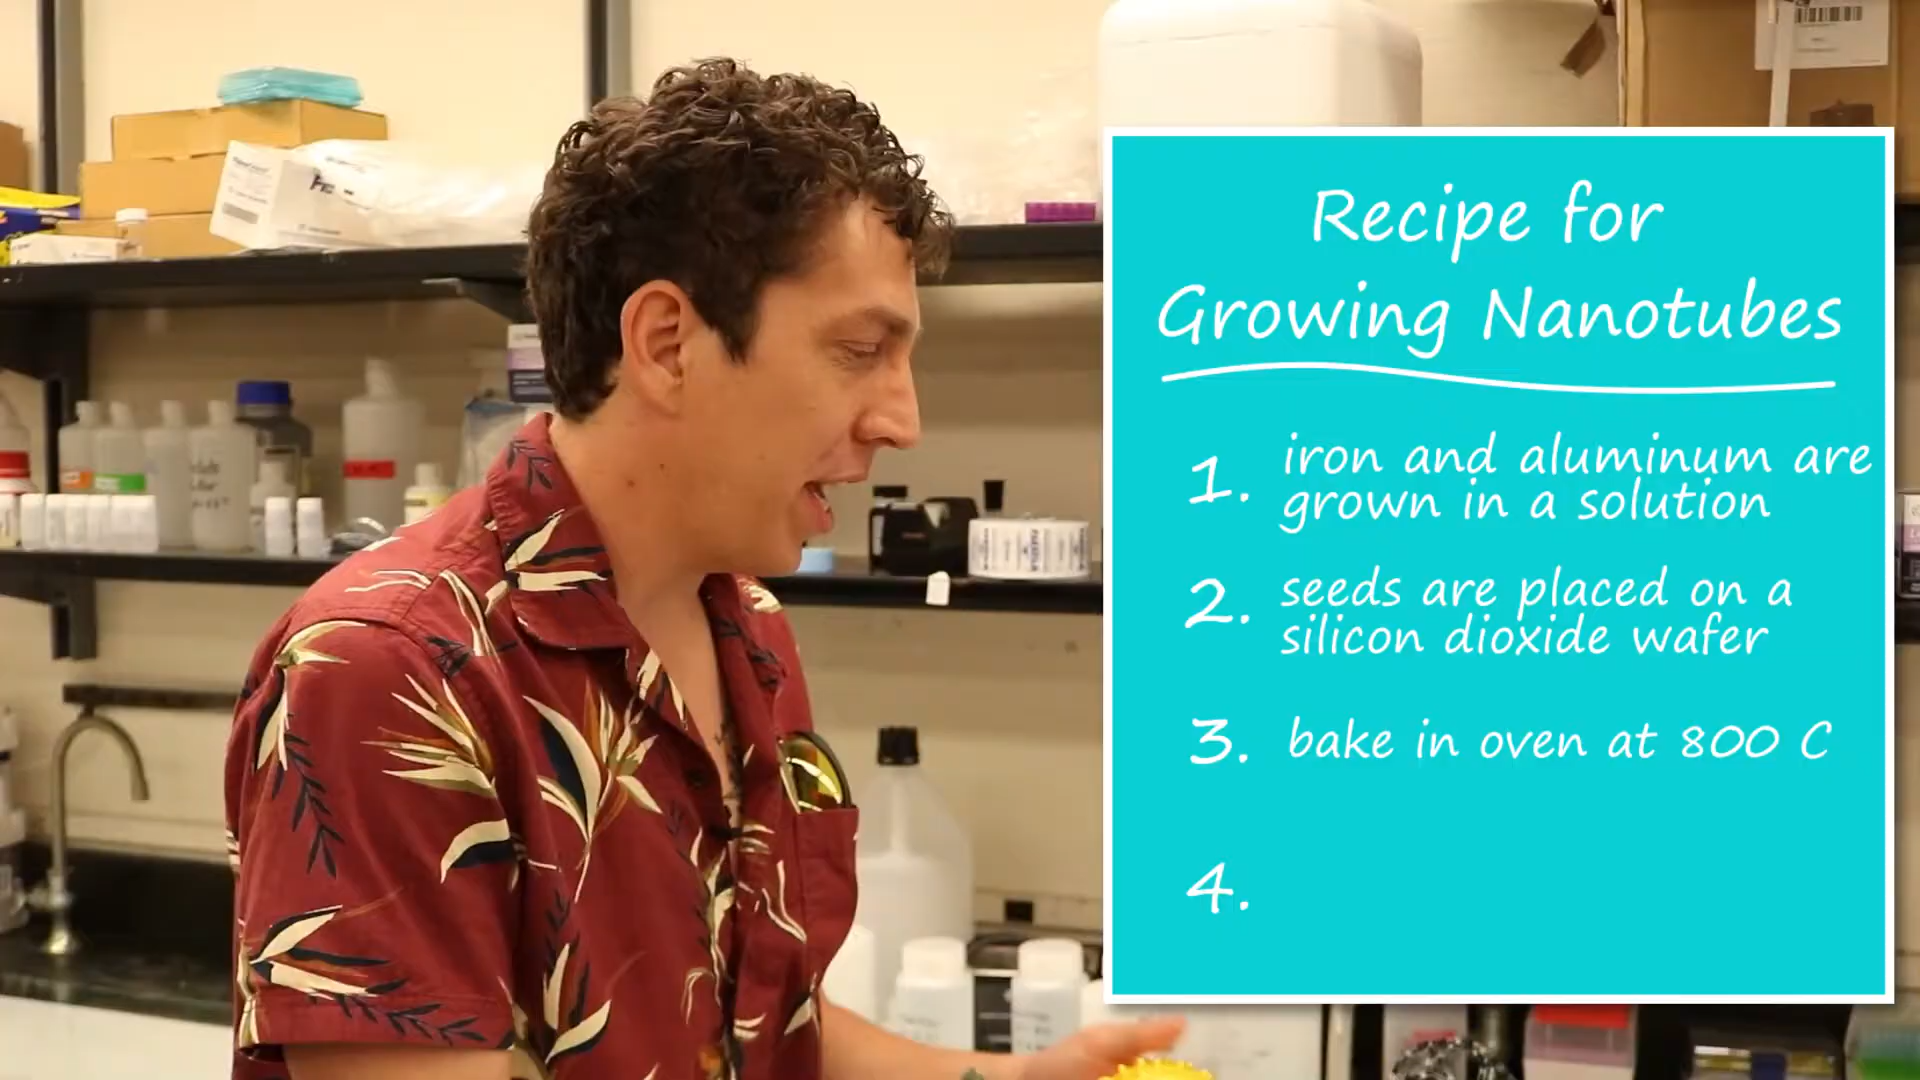 Recipe for
Growing Nanotubes
1. iron and aluminum are
grown in a solution
2. seeds are placed on a
silicon dioxide wafer
3. bake in oven at 800 C
4.